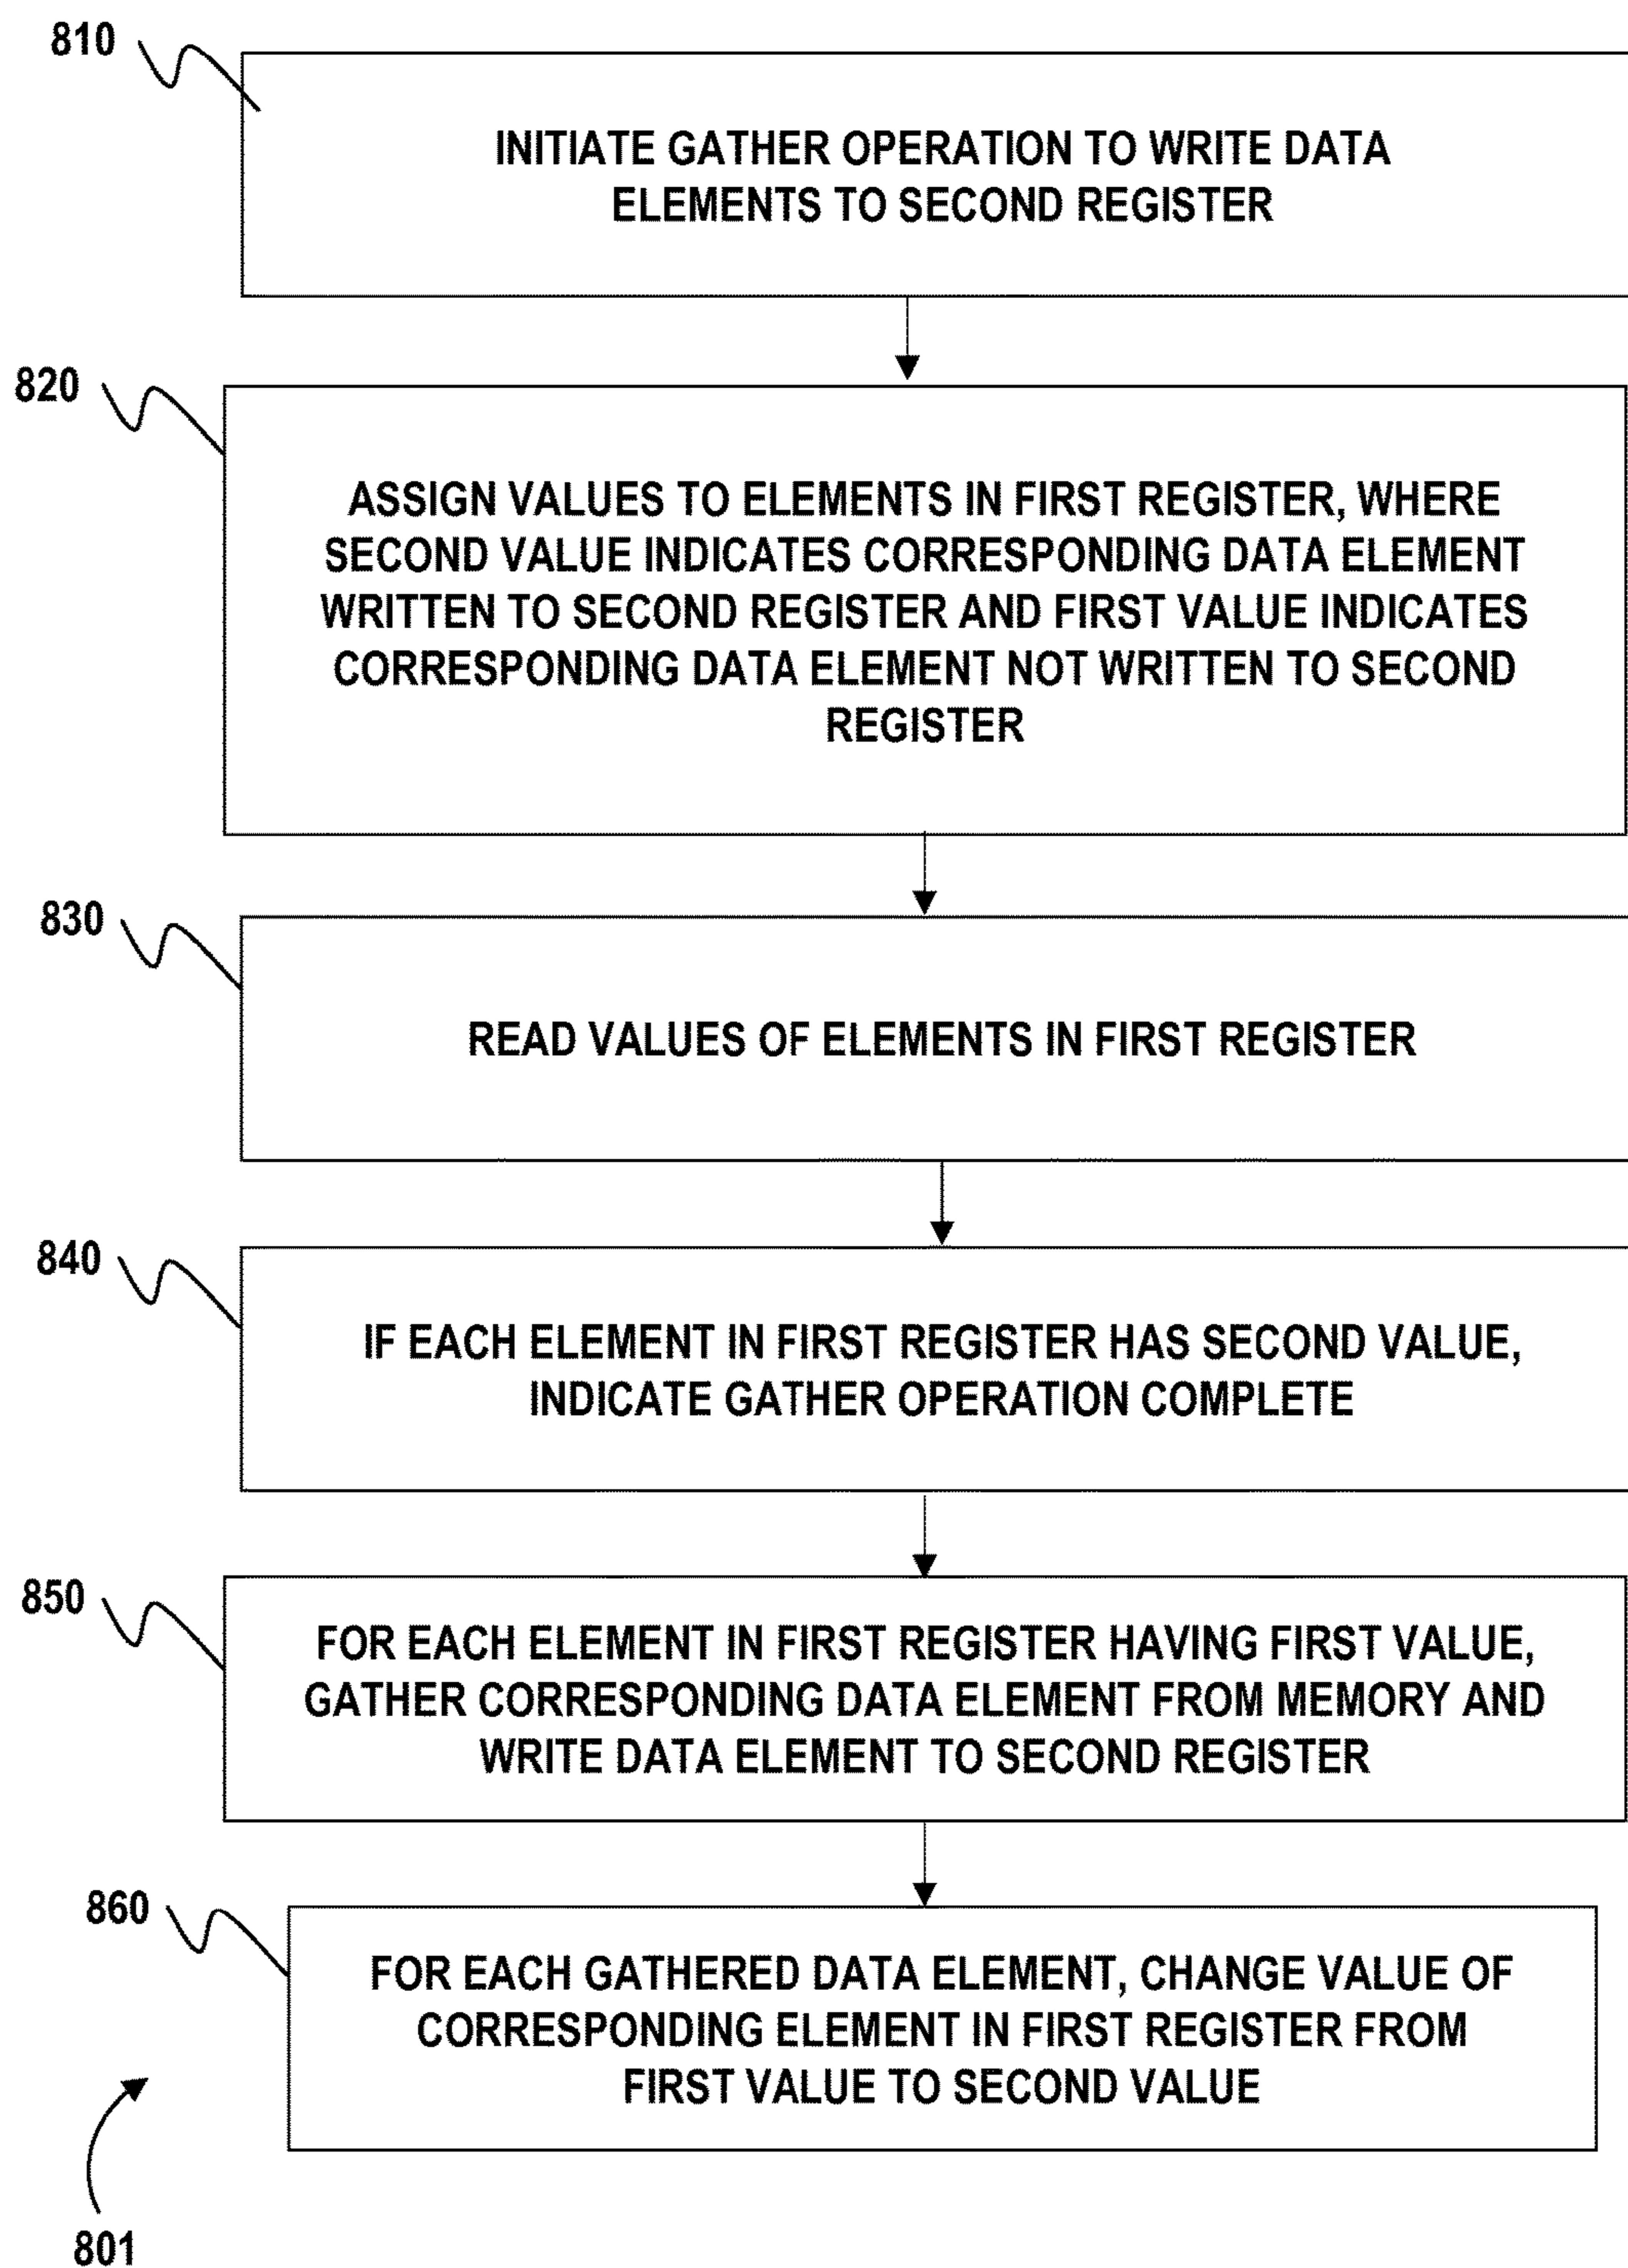 810
INITIATE GATHER OPERATION TO WRITE DATA
ELEMENTS TO SECOND REGISTER
820
ASSIGN VALUES TO ELEMENTS IN FIRST REGISTER, WHERE
SECOND VALUE INDICATES CORRESPONDING DATA ELEMENT
WRITTEN TO SECOND REGISTER AND FIRST VALUE INDICATES
CORRESPONDING DATA ELEMENT NOT WRITTEN TO SECOND
REGISTER
830
READ VALUES OF ELEMENTS IN FIRST REGISTER
840
IF EACH ELEMENT IN FIRST REGISTER HAS SECOND VALUE,
INDICATE GATHER OPERATION COMPLETE
850
FOR EACH ELEMENT IN FIRST REGISTER HAVING FIRST VALUE,
GATHER CORRESPONDING DATA ELEMENT FROM MEMORY AND
WRITE DATA ELEMENT TO SECOND REGISTER
860
FOR EACH GATHERED DATA ELEMENT, CHANGE VALUE OF
CORRESPONDING ELEMENT IN FIRST REGISTER FROM
FIRST VALUE TO SECOND VALUE
801